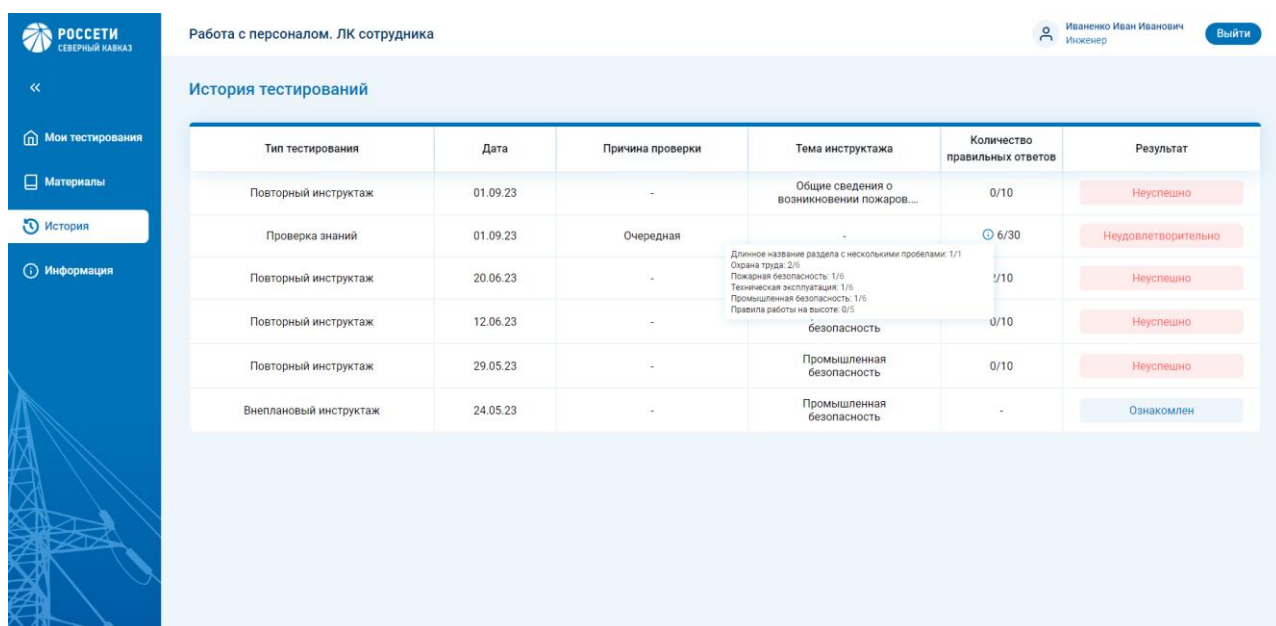 РОССЕТИ
СЕВЕРНЫЙ КАВКАЗ
Работа с персоналом. ЛК сотрудника
Иваненко Иван Иванович
Инженер
Выйти
Мои тестирования
Материалы
История
Информация
История тестирований
Тип тестирования Дата Причина проверки Тема инструктажа Количество правильных ответов Результат
Повторный инструктаж 01.09.23 - Общие сведения о возникновении пожаров.... 0/10 Неуспешно
Проверка знаний 01.09.23 Очередная - 6/30 Неудовлетворительно
Длинное название раздела с несколькими пробелами: 1/1
Охрана труда: 2/6
Пожарная безопасность: 1/6
Техническая эксплуатация: 1/6
Промышленная безопасность: 1/6
Правила работы на высоте: 0/5
Повторный инструктаж 20.06.23 - /10 Неуспешно
Повторный инструктаж 12.06.23 - безопасность 0/10 Неуспешно
Повторный инструктаж 29.05.23 - Промышленная безопасность 0/10 Неуспешно
Внеплановый инструктаж 24.05.23 - Промышленная безопасность - Ознакомлен